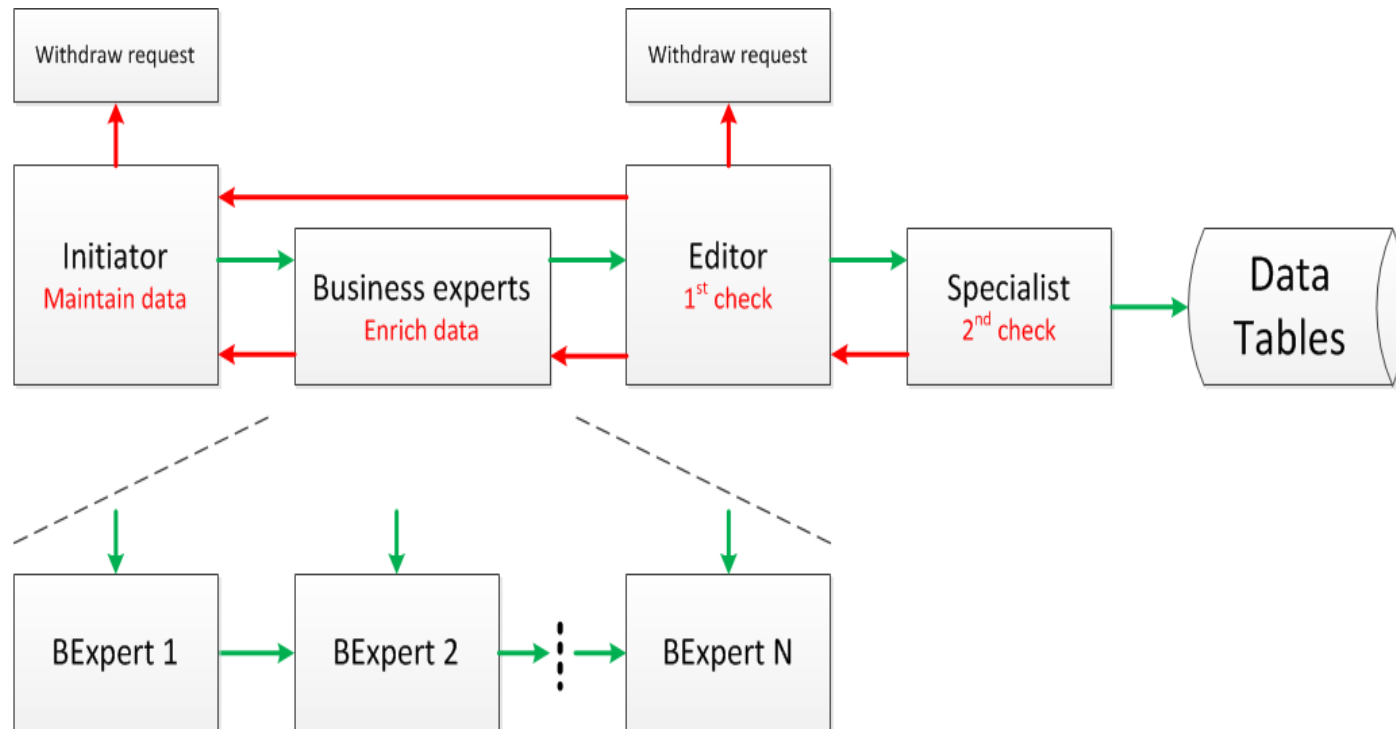 Withdraw request
Withdraw request
Initiator
Maintain data
Business experts
Enrich data
Editor
1st check
Specialist
2nd check
Data
Tables
BExpert 1
BExpert 2
BExpert N